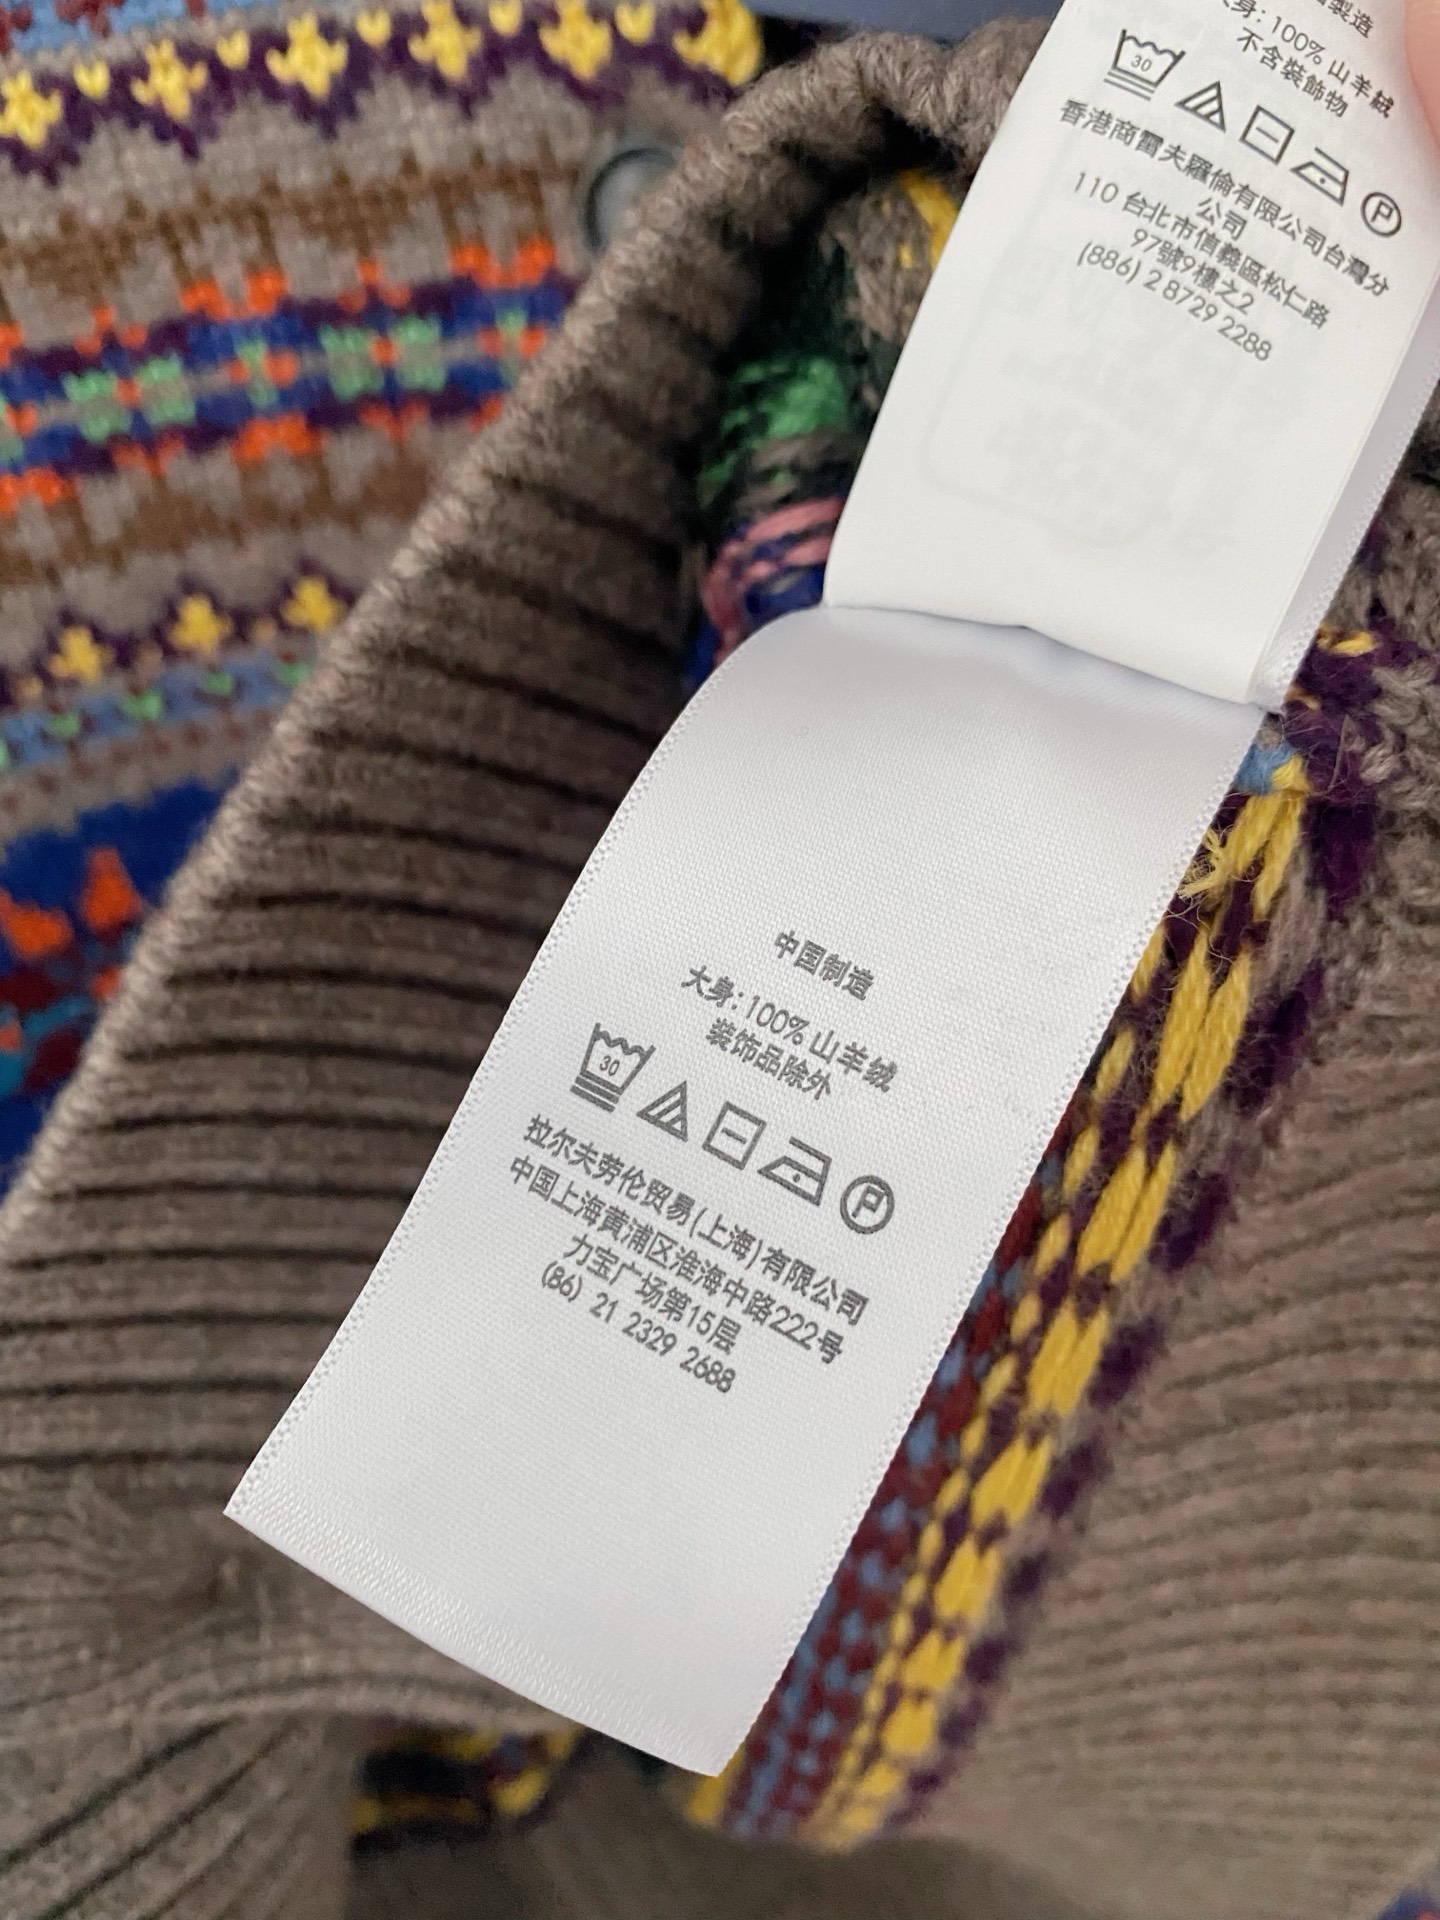 製造
大身: 100% 山羊絨
不含裝飾物
30
P
香港商雷夫羅倫有限公司台灣分
公司
110 台北市信義區松仁路
97號9樓之2
(886) 2 8729 2288
中国制造
大身: 100% 山羊绒
装饰品除外
30
P
拉尔夫劳伦贸易(上海)有限公司
中国上海黄浦区淮海中路222号
力宝广场第15层
(86) 21 2329 2688